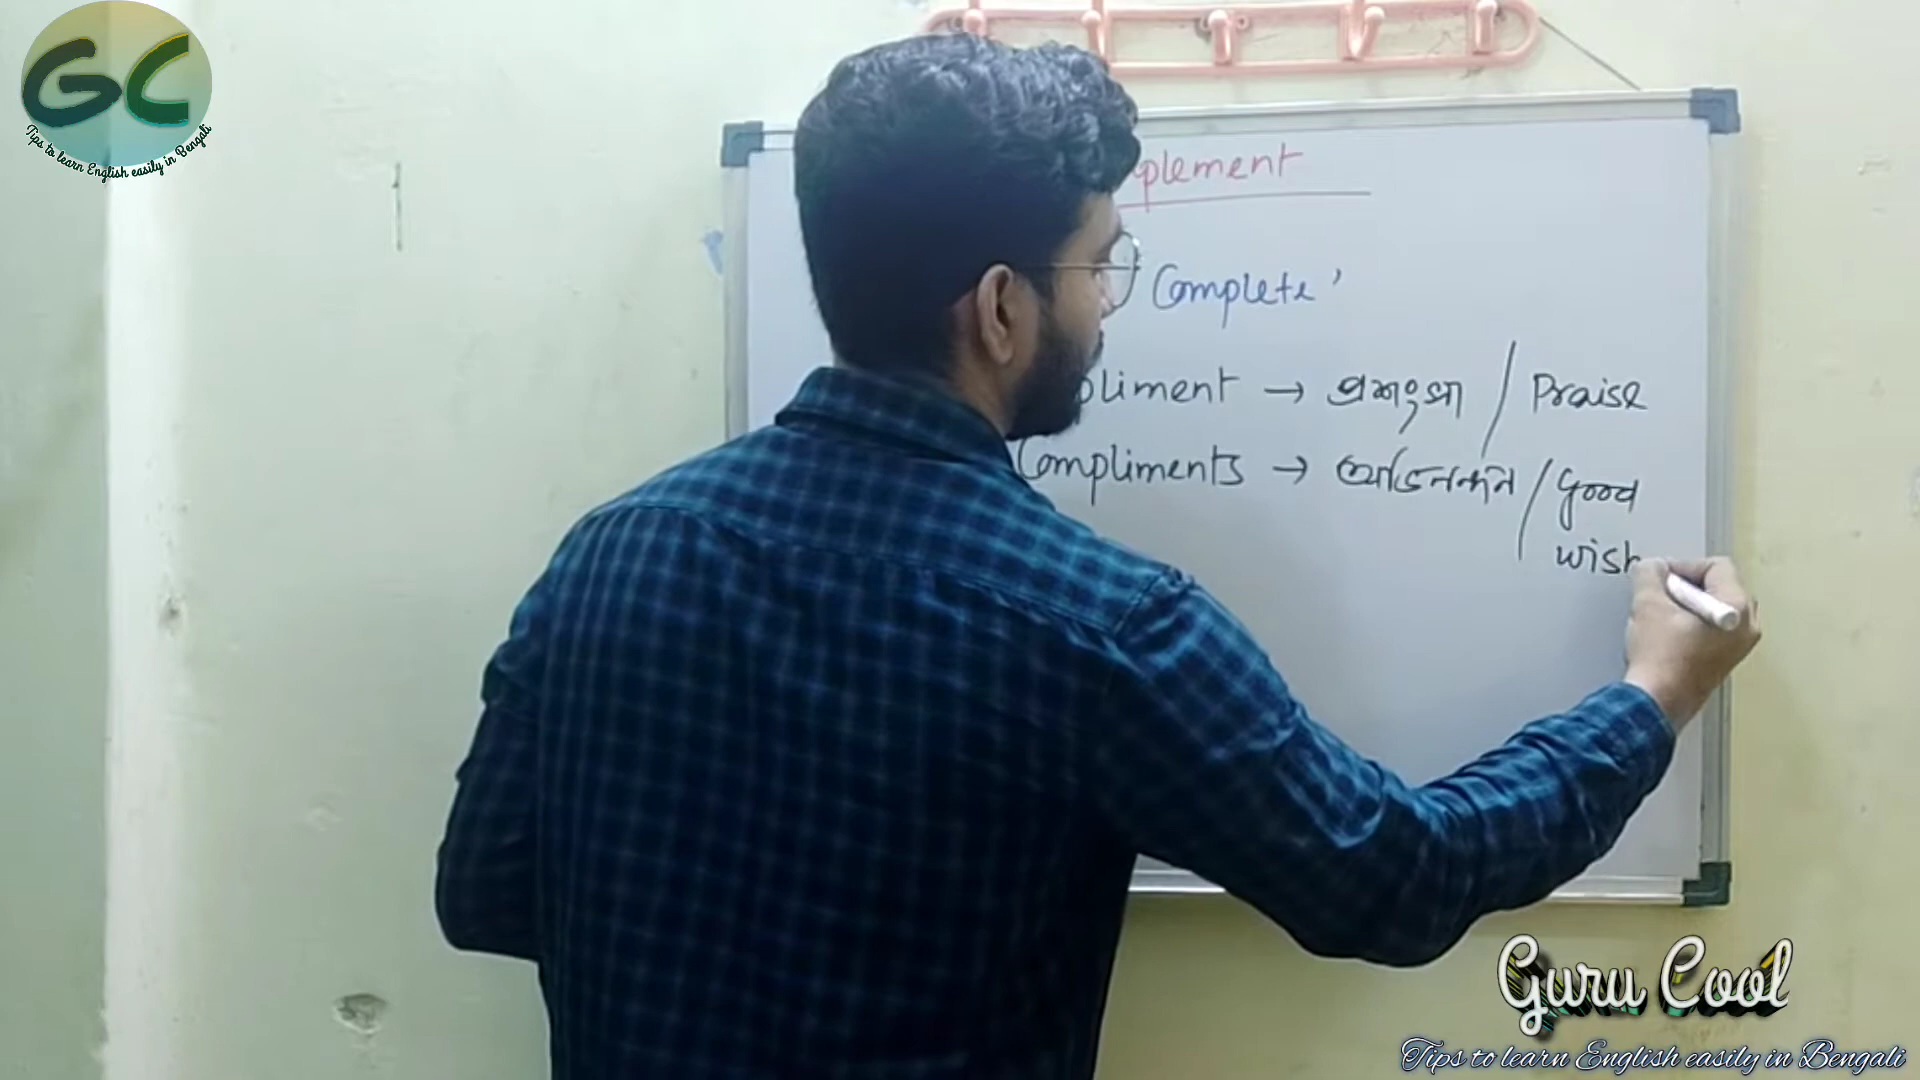 GC
Tips to learn English easily in Bengali
plement
Complete'
pliment → প্রশংসা / Praise
Compliments → অভিনন্দন / Good
wish
Guru Cool
Tips to learn English easily in Bengali